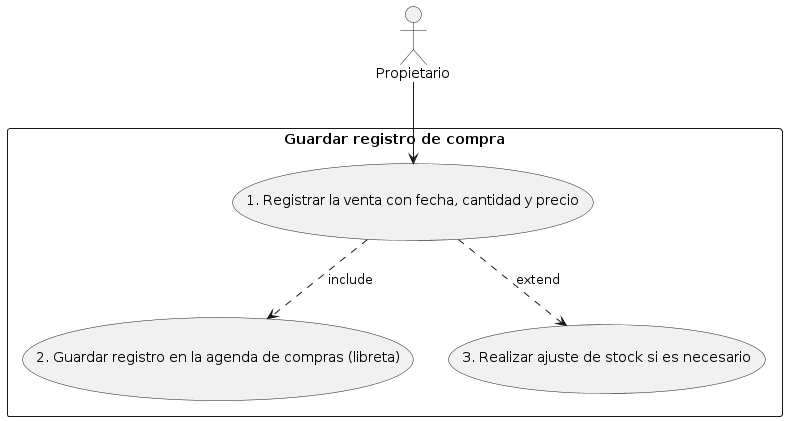 Propietario
Guardar registro de compra
1. Registrar la venta con fecha, cantidad y precio
include
extend
2. Guardar registro en la agenda de compras (libreta)
3. Realizar ajuste de stock si es necesario